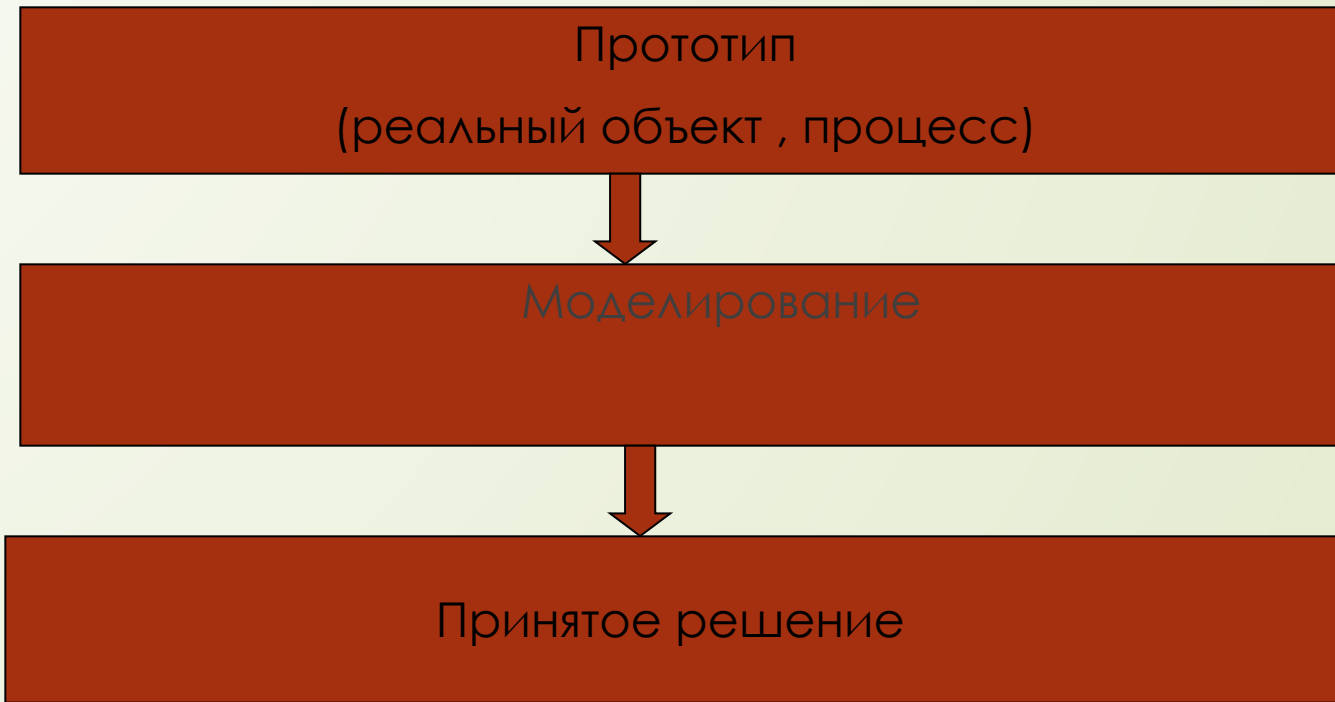 Прототип
(реальный объект , процесс)
Моделирование
Принятое решение